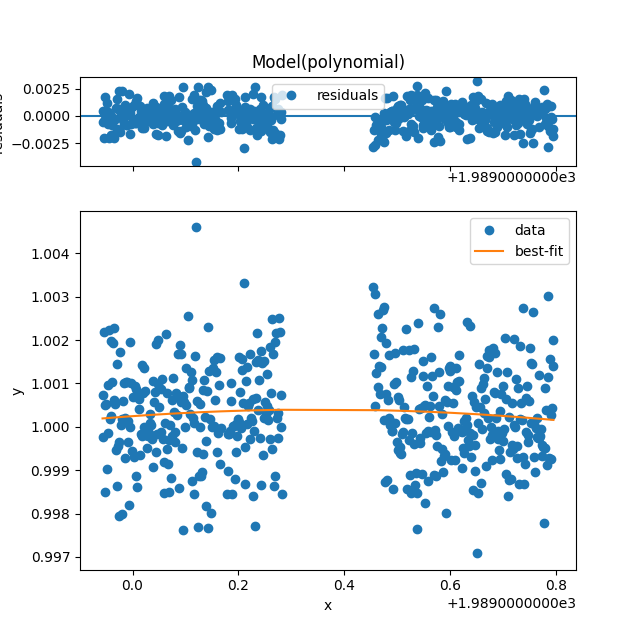 Model(polynomial)
residuals
0.0025
0.0000
−0.0025
residuals
+1.9890000000e3
1.004
1.003
1.002
1.001
1.000
0.999
0.998
0.997
y
data
best-fit
0.0 0.2 0.4 0.6 0.8
x
+1.9890000000e3